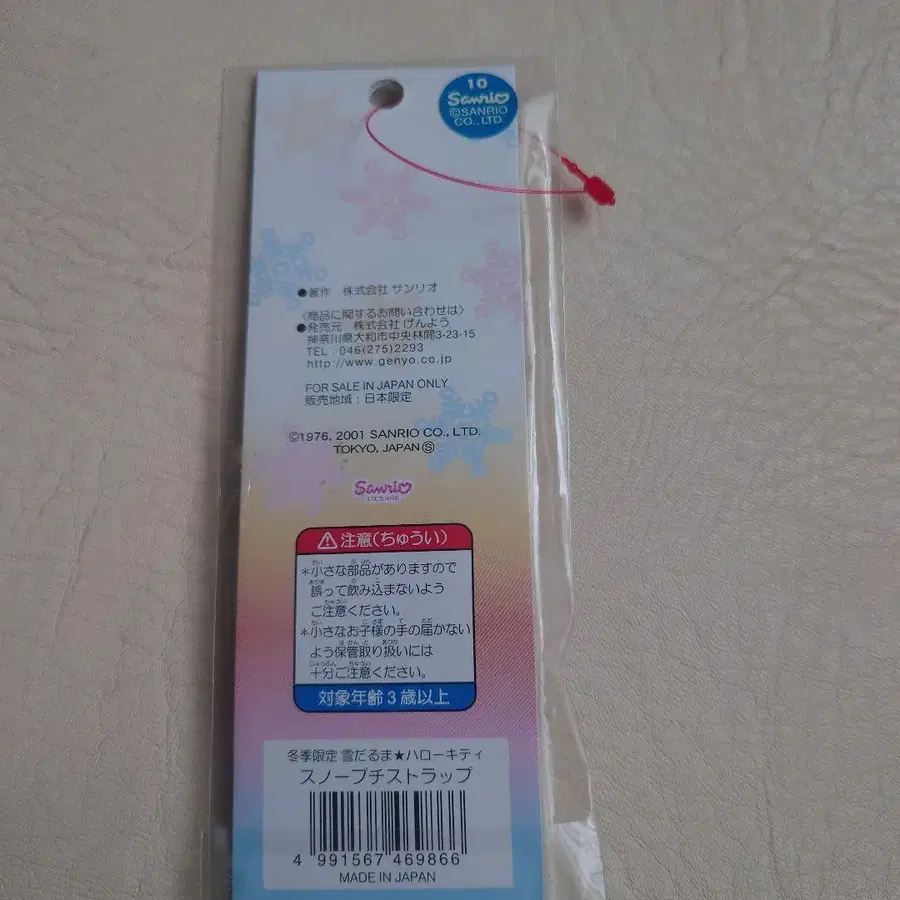 10
Sanrio
©SANRIO
CO., LTD
●著作 株式会社 サンリオ
〈商品に関するお問い合わせは〉
●発売元 株式会社 げんよう
神奈川県大和市中央林間3-23-15
TEL : 046(275)2293
http://www.genyo.co.jp
FOR SALE IN JAPAN ONLY
販売地域：日本限定
©1976, 2001 SANRIO CO., LTD.
TOKYO, JAPAN Ⓢ
Sanrio
LICENSE
⚠注意(ちゅうい)
＊小さな部品がありますので
誤って飲み込まないよう
ご注意ください。
＊小さなお子様の手の届かない
よう保管取り扱いには
十分ご注意ください。
対象年齢3歳以上
冬季限定 雪だるま★ハローキティ
スノープチストラップ
4 991567 469866
MADE IN JAPAN